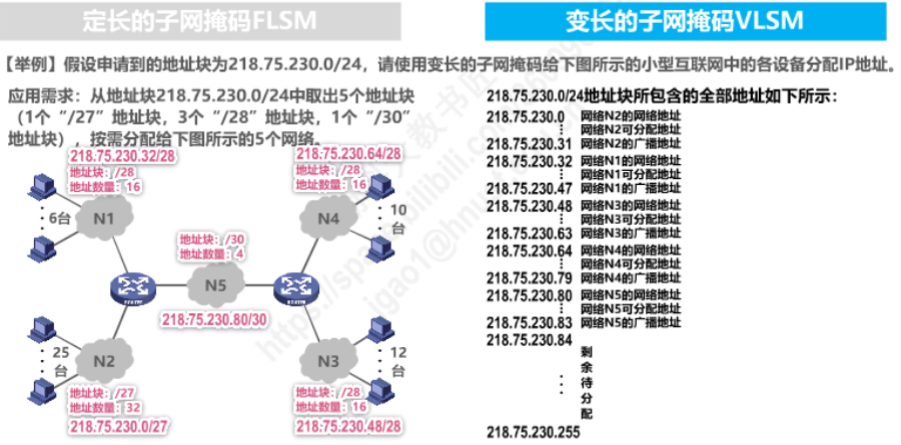 定长的子网掩码FLSM
变长的子网掩码VLSM
【举例】假设申请到的地址块为218.75.230.0/24，请使用变长的子网掩码给下图所示的小型互联网中的各设备分配IP地址。
应用需求：从地址块218.75.230.0/24中取出5个地址块
（1个“/27”地址块，3个“/28”地址块，1个“/30”
地址块），按需分配给下图所示的5个网络。
218.75.230.32/28
地址块：/28
地址数量：16
6台
N1
218.75.230.64/28
地址块：/28
地址数量：16
N4
10
台
地址块：/30
地址数量：4
N5
218.75.230.80/30
25
台
N2
地址块：/27
地址数量：32
218.75.230.0/27
N3
12
台
地址块：/28
地址数量：16
218.75.230.48/28
218.75.230.0/24地址块所包含的全部地址如下所示：
218.75.230.0 网络N2的网络地址
网络N2可分配地址
218.75.230.31 网络N2的广播地址
218.75.230.32 网络N1的网络地址
网络N1可分配地址
218.75.230.47 网络N1的广播地址
218.75.230.48 网络N3的网络地址
网络N3可分配地址
218.75.230.63 网络N3的广播地址
218.75.230.64 网络N4的网络地址
网络N4可分配地址
218.75.230.79 网络N4的广播地址
218.75.230.80 网络N5的网络地址
网络N5可分配地址
218.75.230.83 网络N5的广播地址
218.75.230.84
剩
余
待
分
配
218.75.230.255